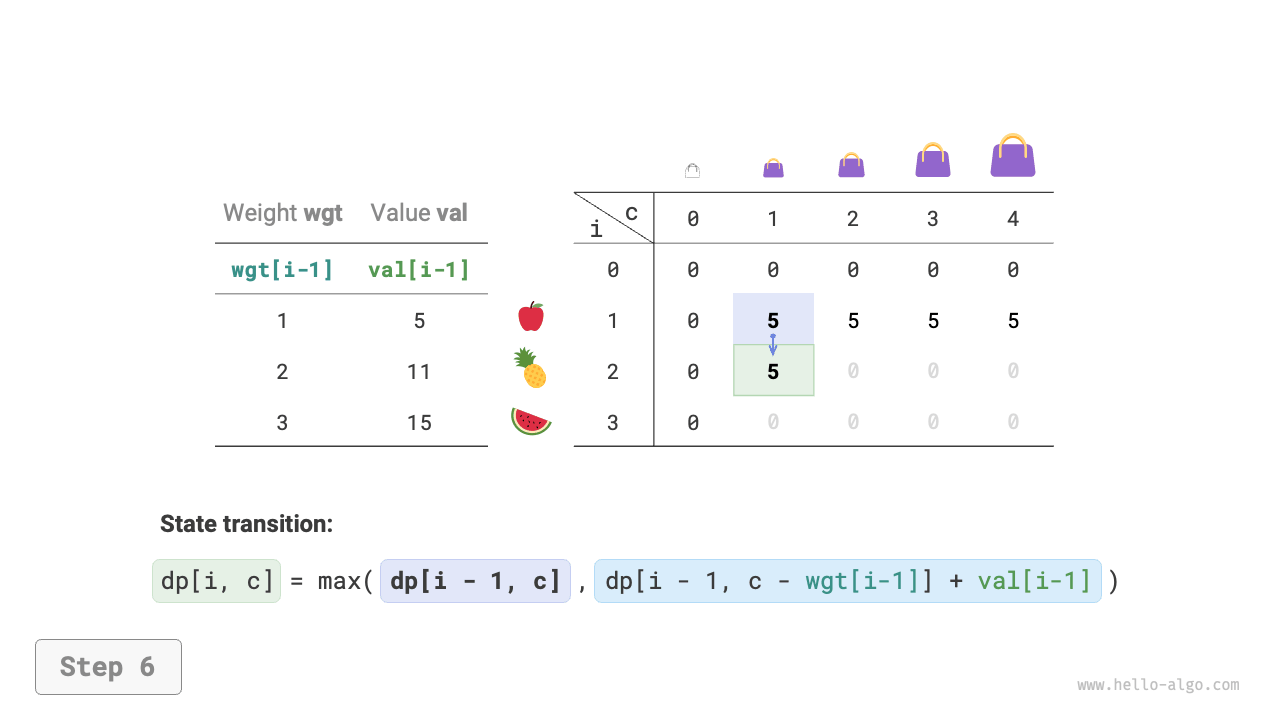 Weight wgt Value val
wgt[i-1] val[i-1]
1 5
2 11
3 15
i c 0 1 2 3 4
0 0 0 0 0 0
1 0 5 5 5 5
2 0 5 0 0 0
3 0 0 0 0 0
State transition:
dp[i, c] = max( dp[i - 1, c] , dp[i - 1, c - wgt[i-1]] + val[i-1] )
Step 6
www.hello-algo.com